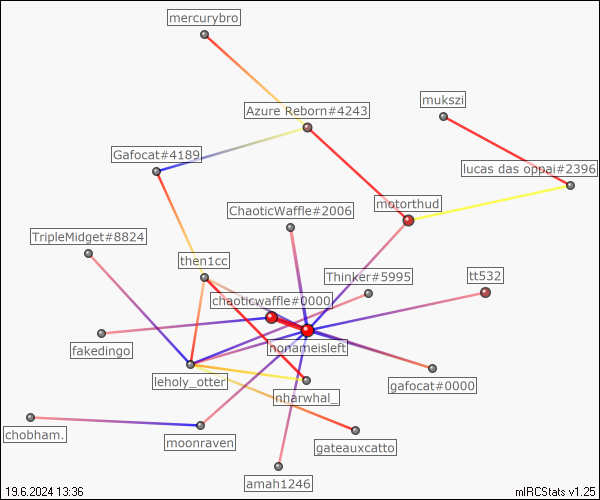 mercurybro
mukszi
Azure Reborn#4243
Gafocat#4189
lucas das oppai#2396
motorthud
ChaoticWaffle#2006
TripleMidget#8824
then1cc
Thinker#5995
tt532
chaoticwaffle#0000
nonameisleft
fakedingo
leholy_otter
gafocat#0000
nharwhal_
chobham.
moonraven
gateauxcatto
amah1246
19.6.2024 13:36
mIRCStats v1.25